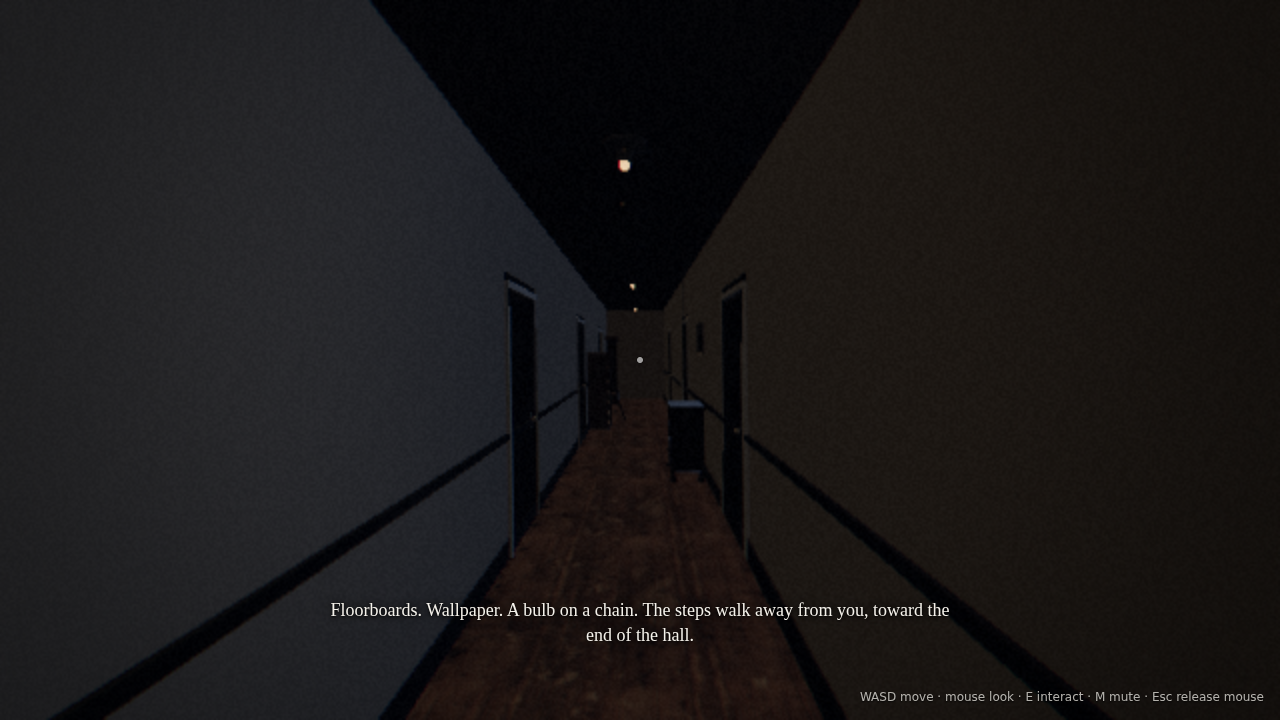 Floorboards. Wallpaper. A bulb on a chain. The steps walk away from you, toward the
end of the hall.
WASD move · mouse look · E interact · M mute · Esc release mouse